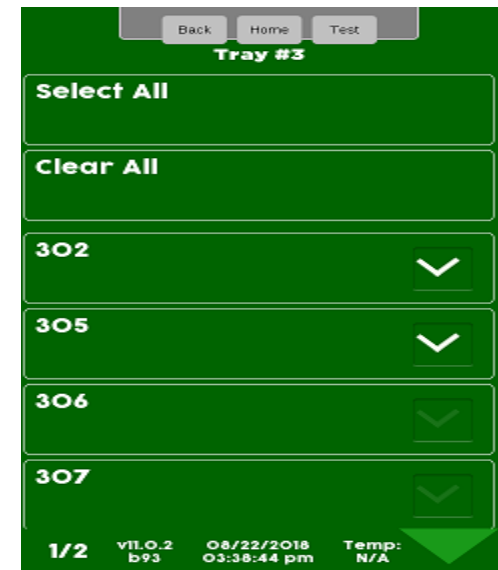 Back Home Test
Tray #3
Select All
Clear All
302
305
306
307
1/2 v11.0.2 08/22/2018 Temp:
b93 03:38:44 pm N/A